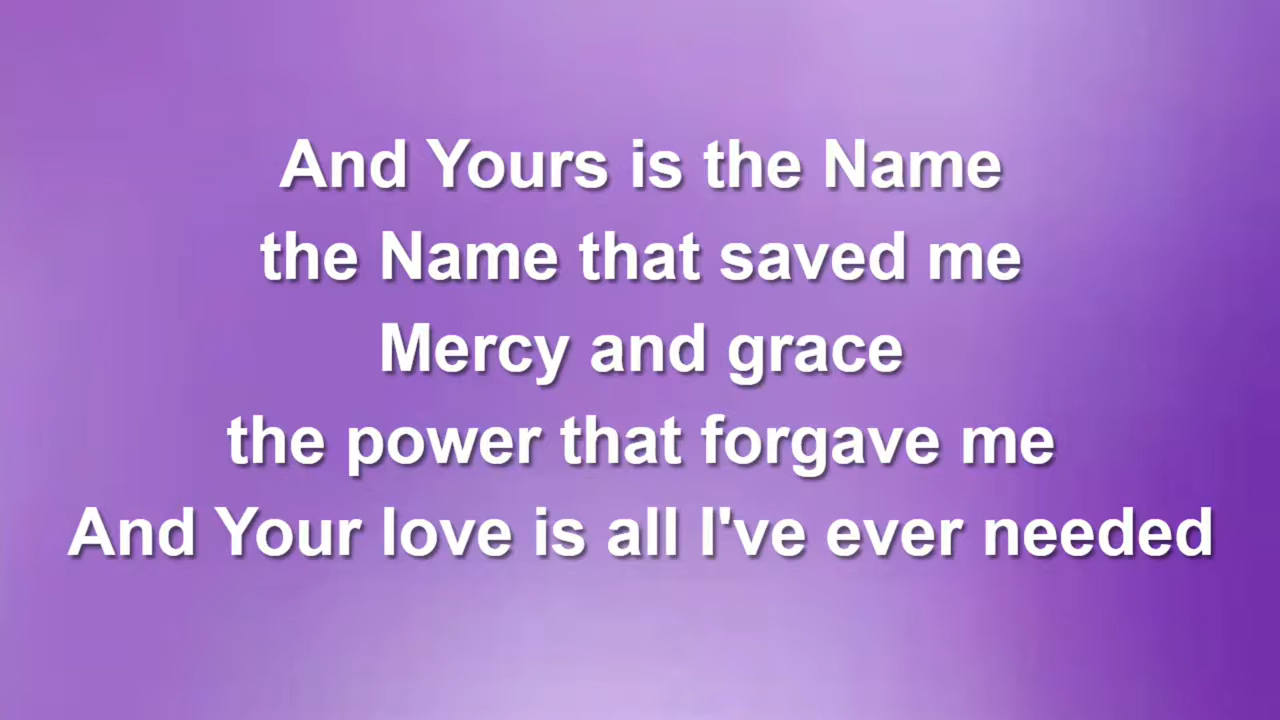 And Yours is the Name
the Name that saved me
Mercy and grace
the power that forgave me
And Your love is all I've ever needed